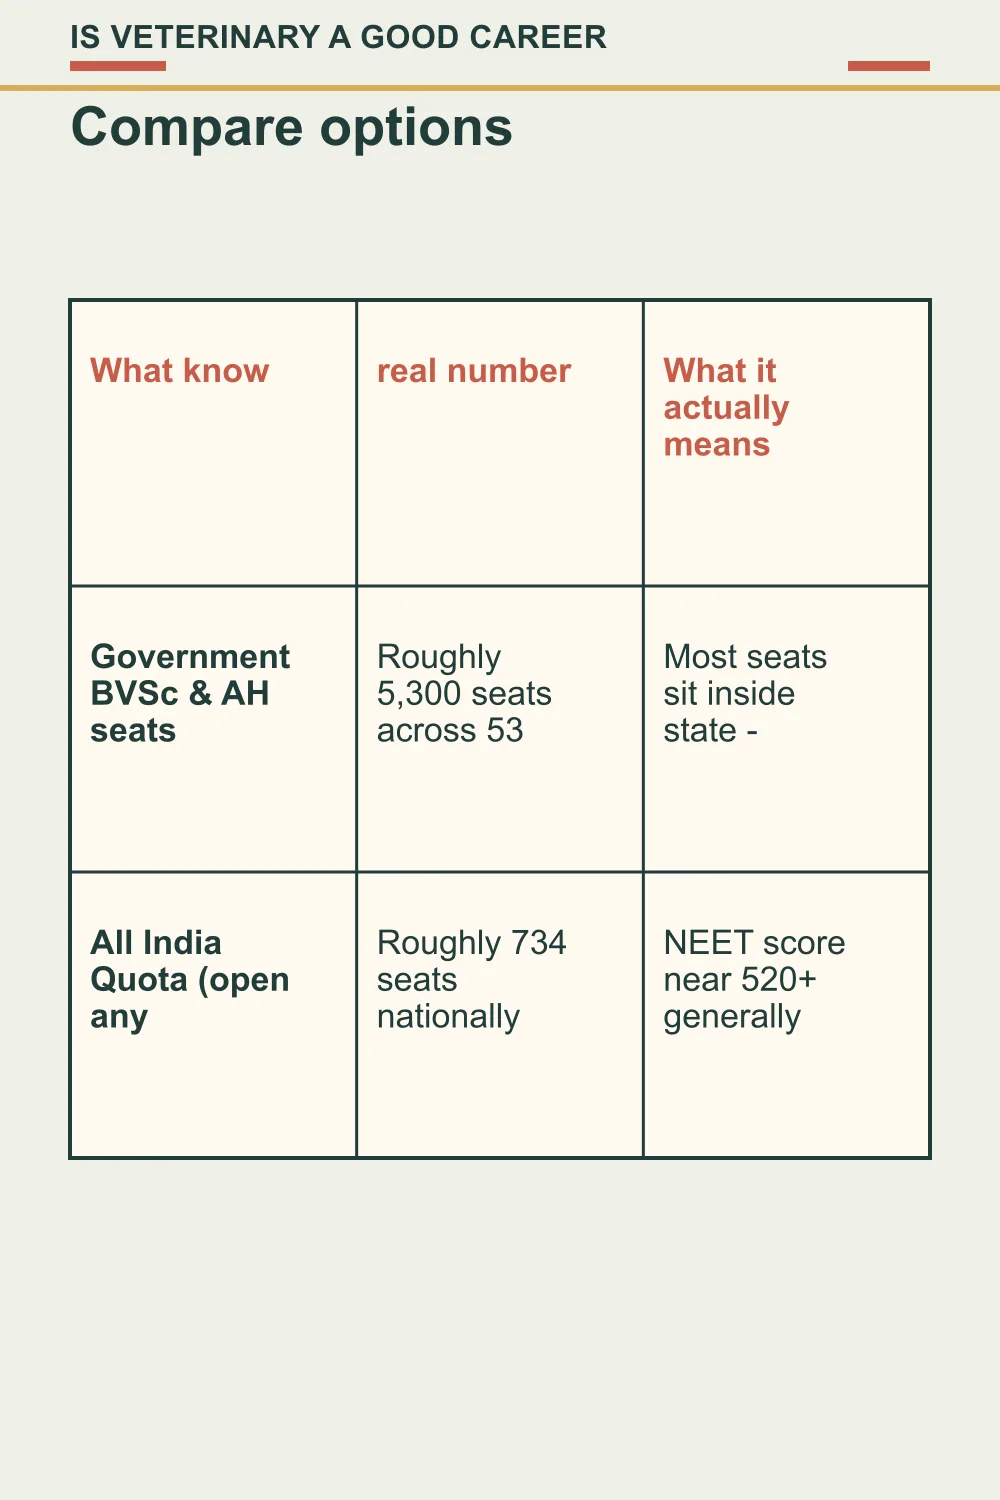 IS VETERINARY A GOOD CAREER
Compare options
What know
real number
What it
actually
means
Government
BVSc & AH
seats
Roughly
5,300 seats
across 53
Most seats
sit inside
state -
All India
Quota (open
any
Roughly 734
seats
nationally
NEET score
near 520+
generally